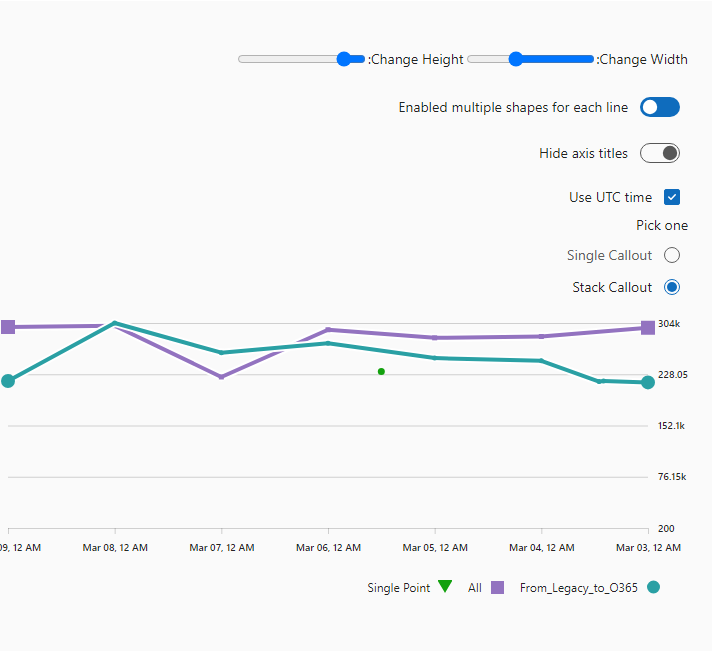 :Change Height :Change Width
Enabled multiple shapes for each line
Hide axis titles
Use UTC time
Pick one
Single Callout
Stack Callout
304k
228.05
152.1k
76.15k
200
09, 12 AM Mar 08, 12 AM Mar 07, 12 AM Mar 06, 12 AM Mar 05, 12 AM Mar 04, 12 AM Mar 03, 12 AM
Single Point All From_Legacy_to_O365